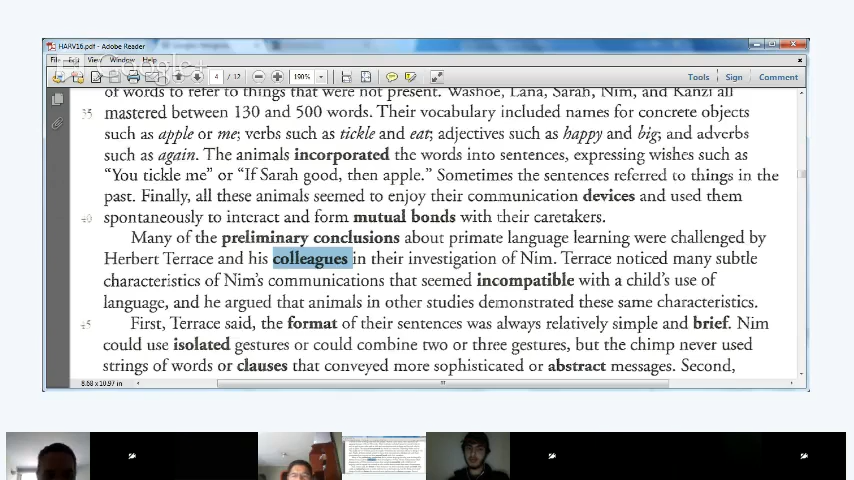 HARV16.pdf - Adobe Reader
File Edit View Window Help
Google+
4 / 12 190% Tools Sign Comment
of words to refer to things that were not present. Washoe, Lana, Sarah, Nim, and Kanzi all
35 mastered between 130 and 500 words. Their vocabulary included names for concrete objects
such as apple or me; verbs such as tickle and eat; adjectives such as happy and big; and adverbs
such as again. The animals incorporated the words into sentences, expressing wishes such as
“You tickle me” or “If Sarah good, then apple.” Sometimes the sentences referred to things in the
past. Finally, all these animals seemed to enjoy their communication devices and used them
40 spontaneously to interact and form mutual bonds with their caretakers.
Many of the preliminary conclusions about primate language learning were challenged by
Herbert Terrace and his colleagues in their investigation of Nim. Terrace noticed many subtle
characteristics of Nim’s communications that seemed incompatible with a child’s use of
language, and he argued that animals in other studies demonstrated these same characteristics.
45 First, Terrace said, the format of their sentences was always relatively simple and brief. Nim
could use isolated gestures or could combine two or three gestures, but the chimp never used
strings of words or clauses that conveyed more sophisticated or abstract messages. Second,
8.68 x 10.97 in